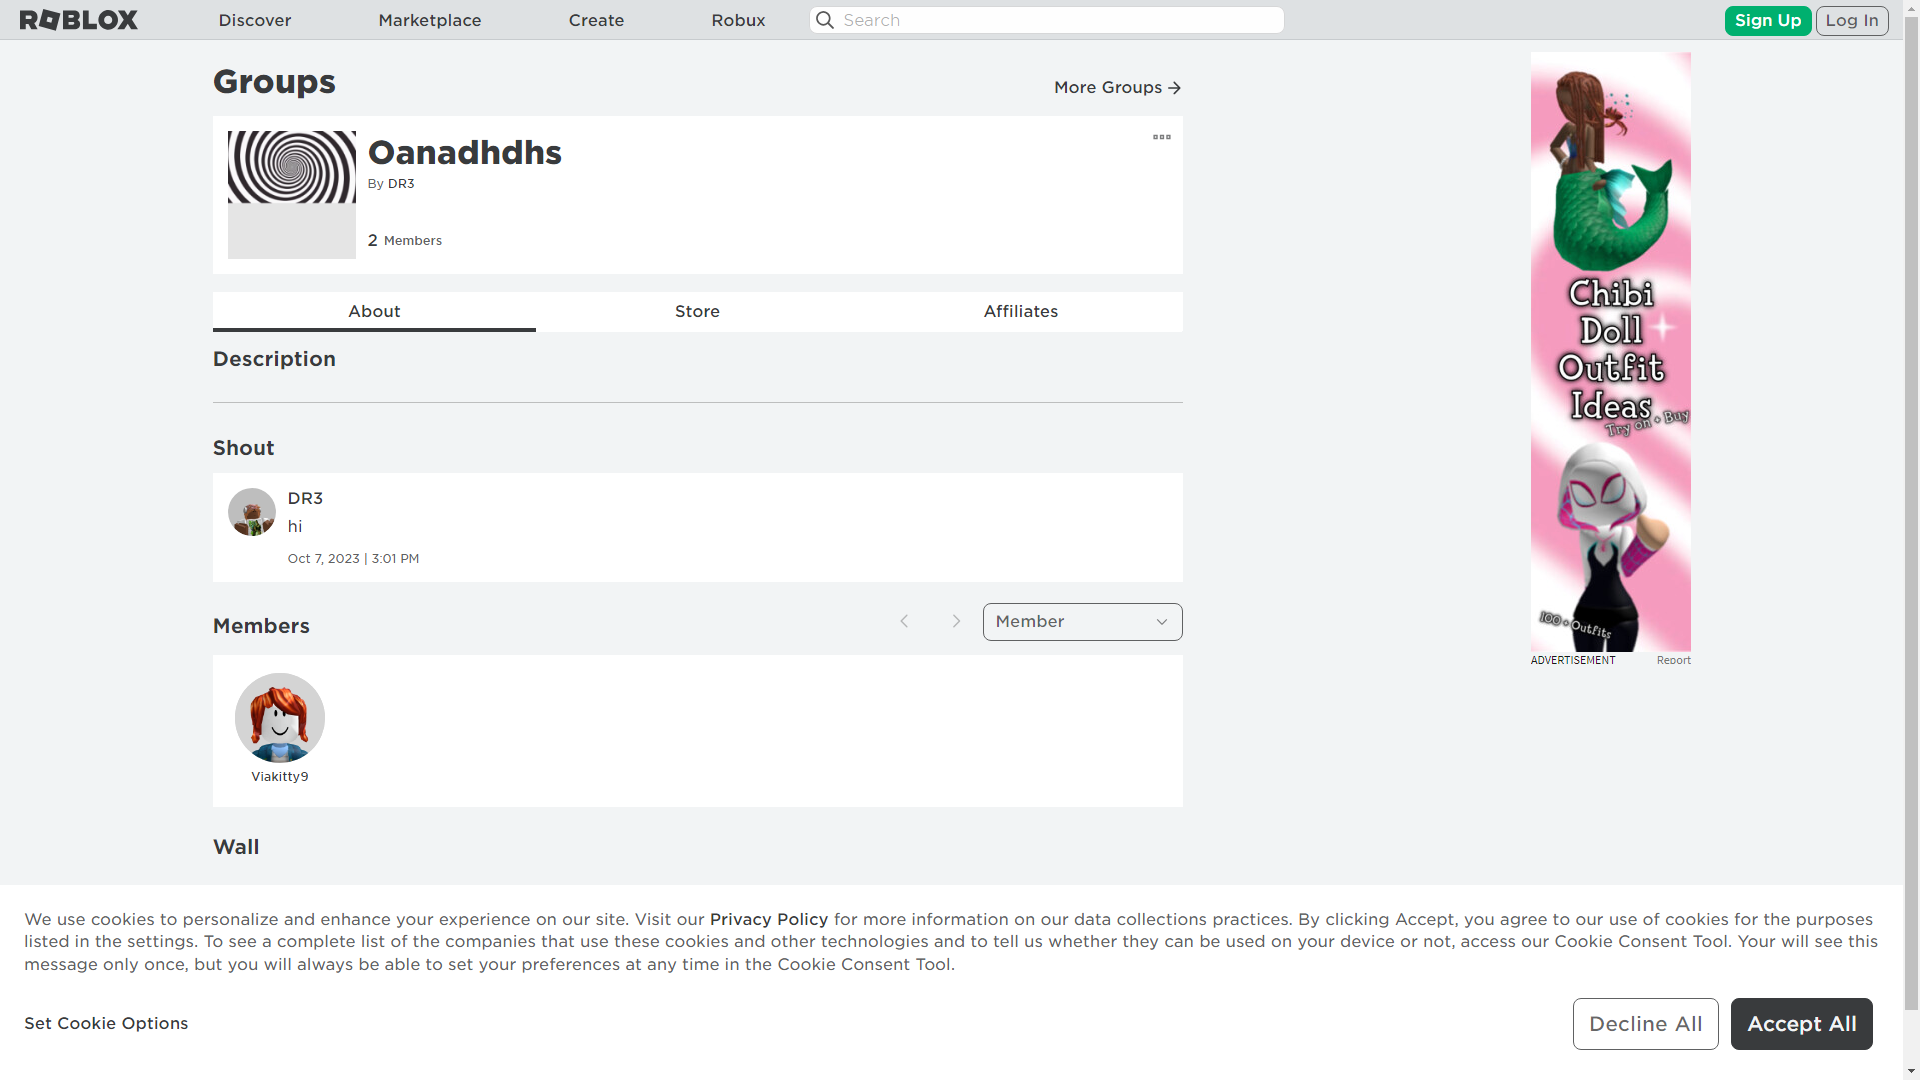 ROBLOX Discover Marketplace Create Robux Search Sign Up Log In
Groups
More Groups
Oanadhdhs
By DR3
2 Members
About Store Affiliates
Description
Shout
DR3
hi
Oct 7, 2023 | 3:01 PM
Members
Member
Viakitty9
Wall
Chibi
Doll
Outfit
Ideas
Try on + Buy
100 + Outfits
ADVERTISEMENT Report
We use cookies to personalize and enhance your experience on our site. Visit our Privacy Policy for more information on our data collections practices. By clicking Accept, you agree to our use of cookies for the purposes
listed in the settings. To see a complete list of the companies that use these cookies and other technologies and to tell us whether they can be used on your device or not, access our Cookie Consent Tool. Your will see this
message only once, but you will always be able to set your preferences at any time in the Cookie Consent Tool.
Set Cookie Options
Decline All
Accept All